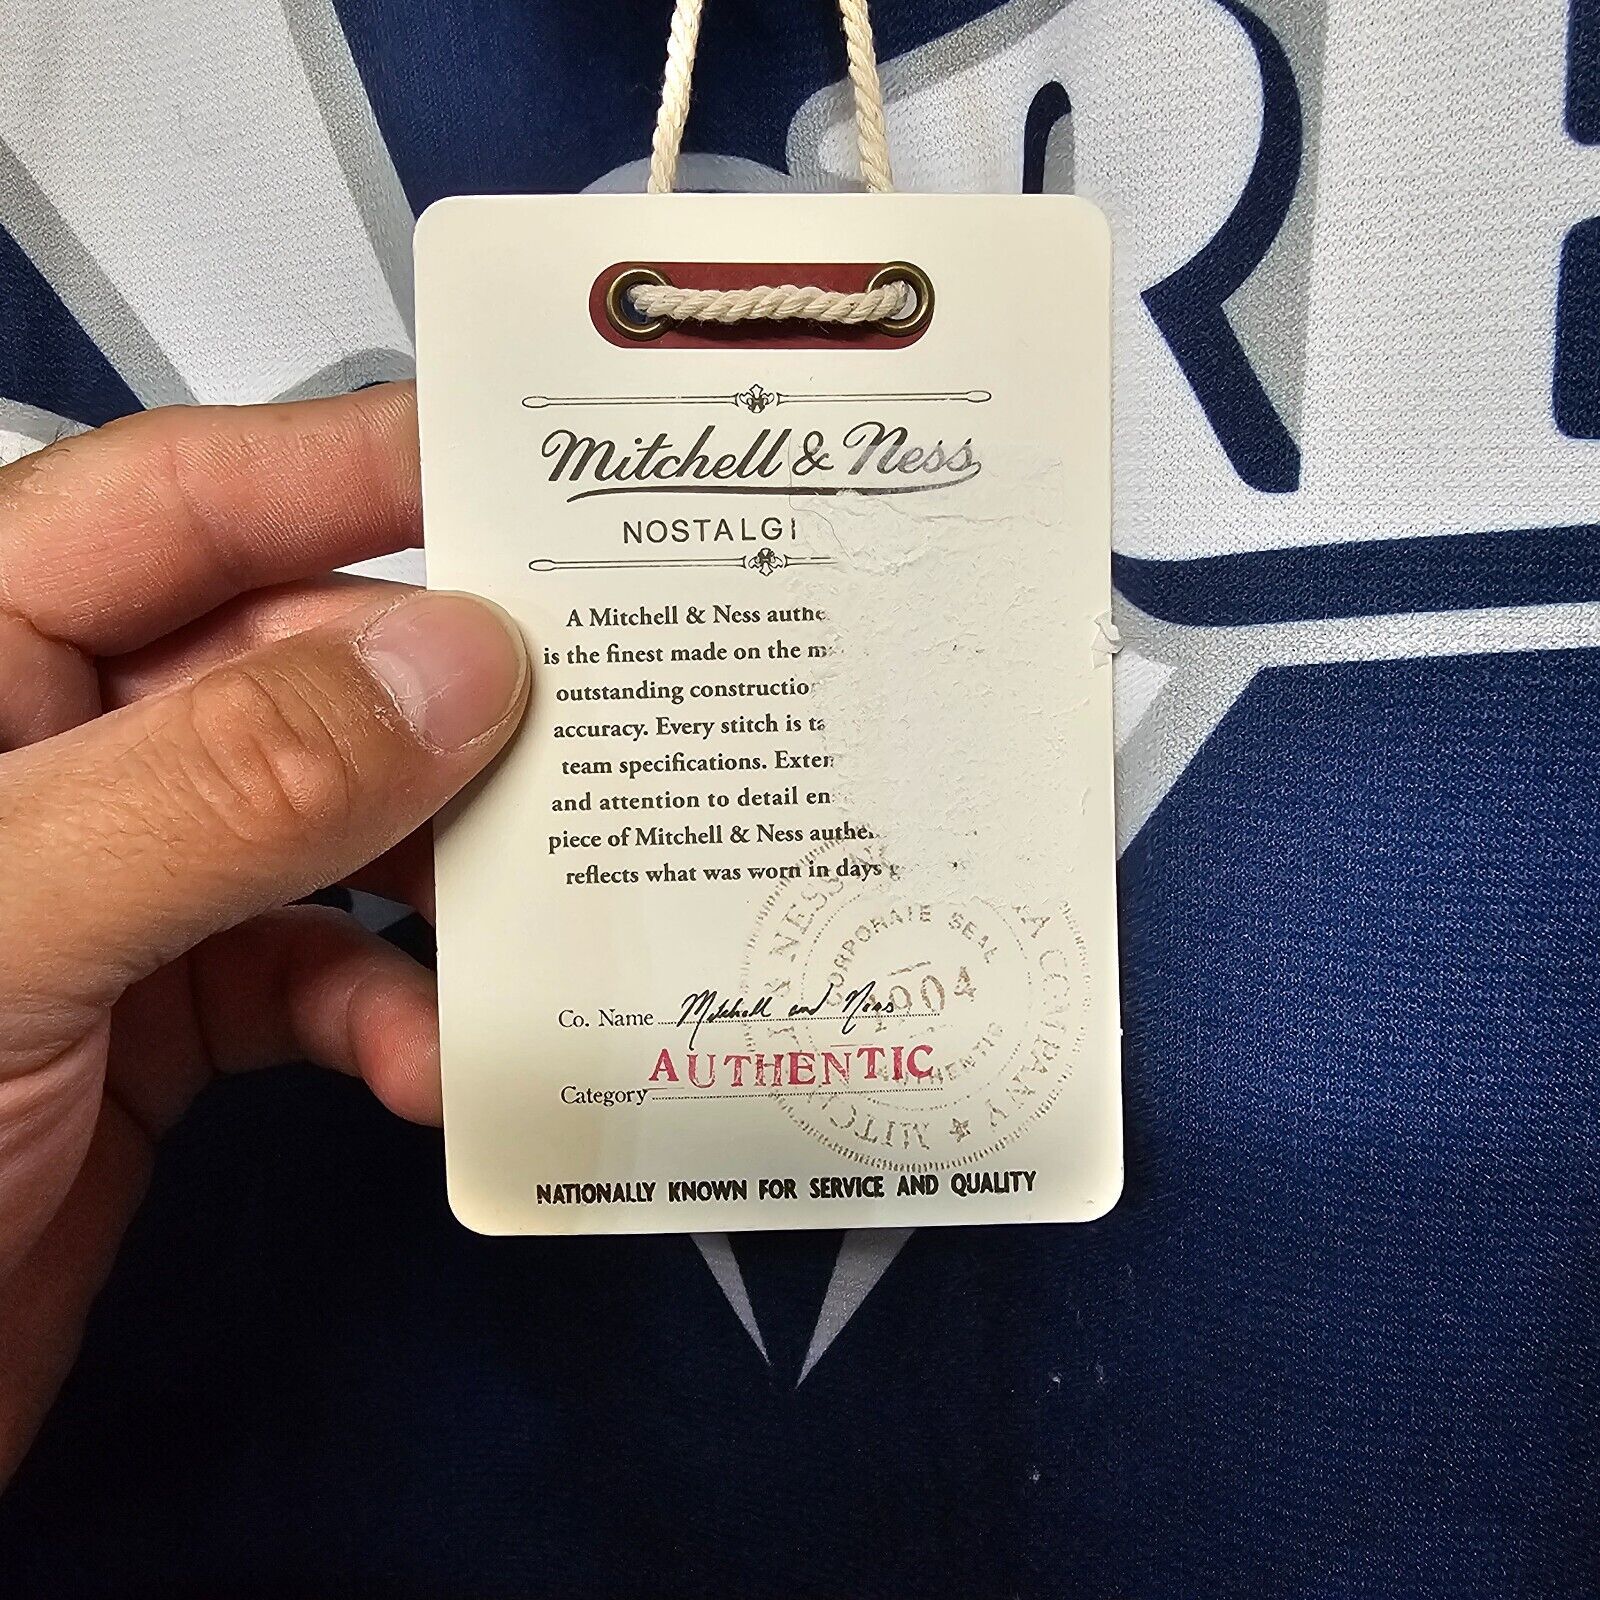 Mitchell & Ness
NOSTALGI
A Mitchell & Ness authe
is the finest made on the m
outstanding constructio
accuracy. Every stitch is ta
team specifications. Exten
and attention to detail en
piece of Mitchell & Ness authe
reflects what was worn in days g
CORPORATE SEAL
1904
COMPANY
Co. Name Mitchell and Ness
AUTHENTIC
Category
NATIONALLY KNOWN FOR SERVICE AND QUALITY